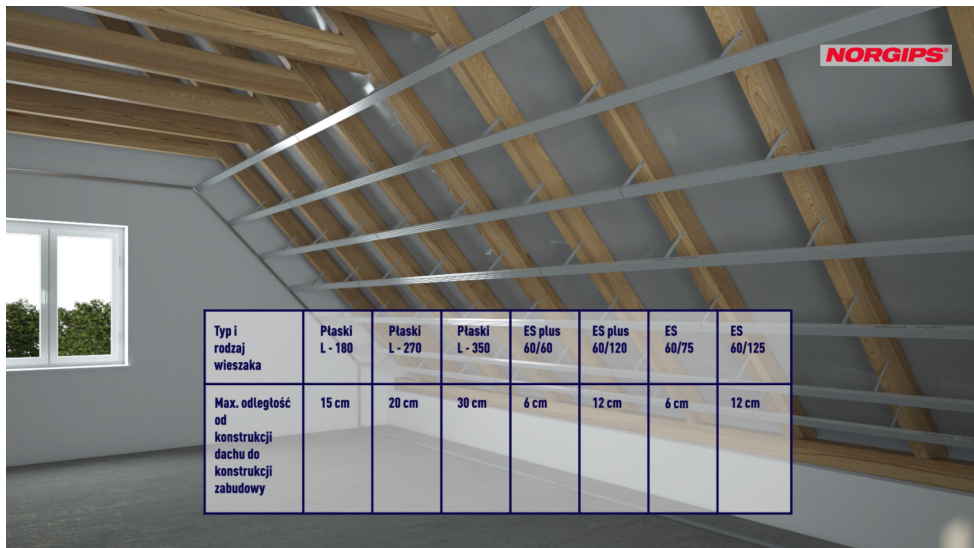 NORGIPS
Typ i
rodzaj
wieszaka
Płaski
L - 180
Płaski
L - 270
Płaski
L - 350
ES plus
60/60
ES plus
60/120
ES
60/75
ES
60/125
Max. odległość
od
konstrukcji
dachu do
konstrukcji
zabudowy
15 cm
20 cm
30 cm
6 cm
12 cm
6 cm
12 cm